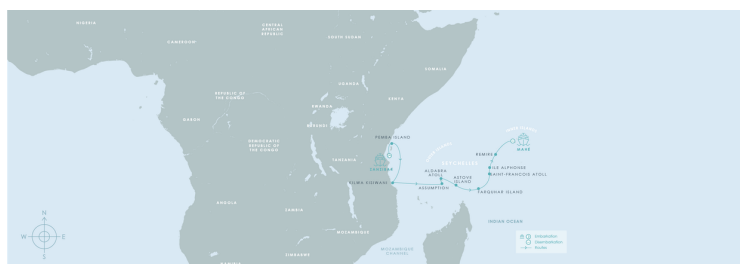 NIGERIA
CENTRAL
AFRICAN
REPUBLIC
SOUTH SUDAN
CAMEROON
SOMALIA
UGANDA
REPUBLIC OF
THE CONGO
KENYA
RWANDA
GABON
BURUNDI
DEMOCRATIC
REPUBLIC OF
THE CONGO
TANZANIA
PEMBA ISLAND
ZANZIBAR
KILWA KISIWANI
ALDABRA
ATOLL
ASSUMPTION
ASTOVE
ISLAND
SEYCHELLES
FARQUHAR ISLAND
SAINT-FRANÇOIS ATOLL
ILE ALPHONSE
REMIRE
MAHÉ
ANGOLA
ZAMBIA
MOZAMBIQUE
ZIMBABWE
NAMIBIA
MOZAMBIQUE
CHANNEL
INDIAN OCEAN
N
W
E
S
Embarkation
Disembarkation
Route